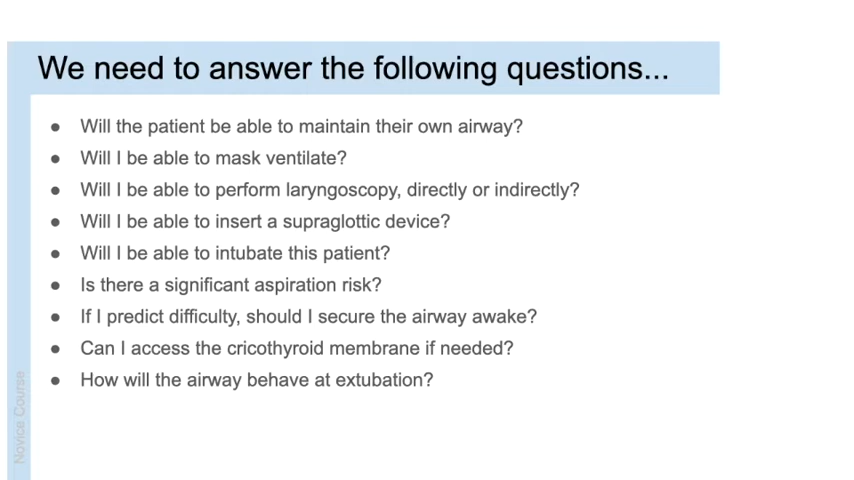 We need to answer the following questions...
● Will the patient be able to maintain their own airway?
● Will I be able to mask ventilate?
● Will I be able to perform laryngoscopy, directly or indirectly?
● Will I be able to insert a supraglottic device?
● Will I be able to intubate this patient?
● Is there a significant aspiration risk?
● If I predict difficulty, should I secure the airway awake?
● Can I access the cricothyroid membrane if needed?
● How will the airway behave at extubation?
Novice Course